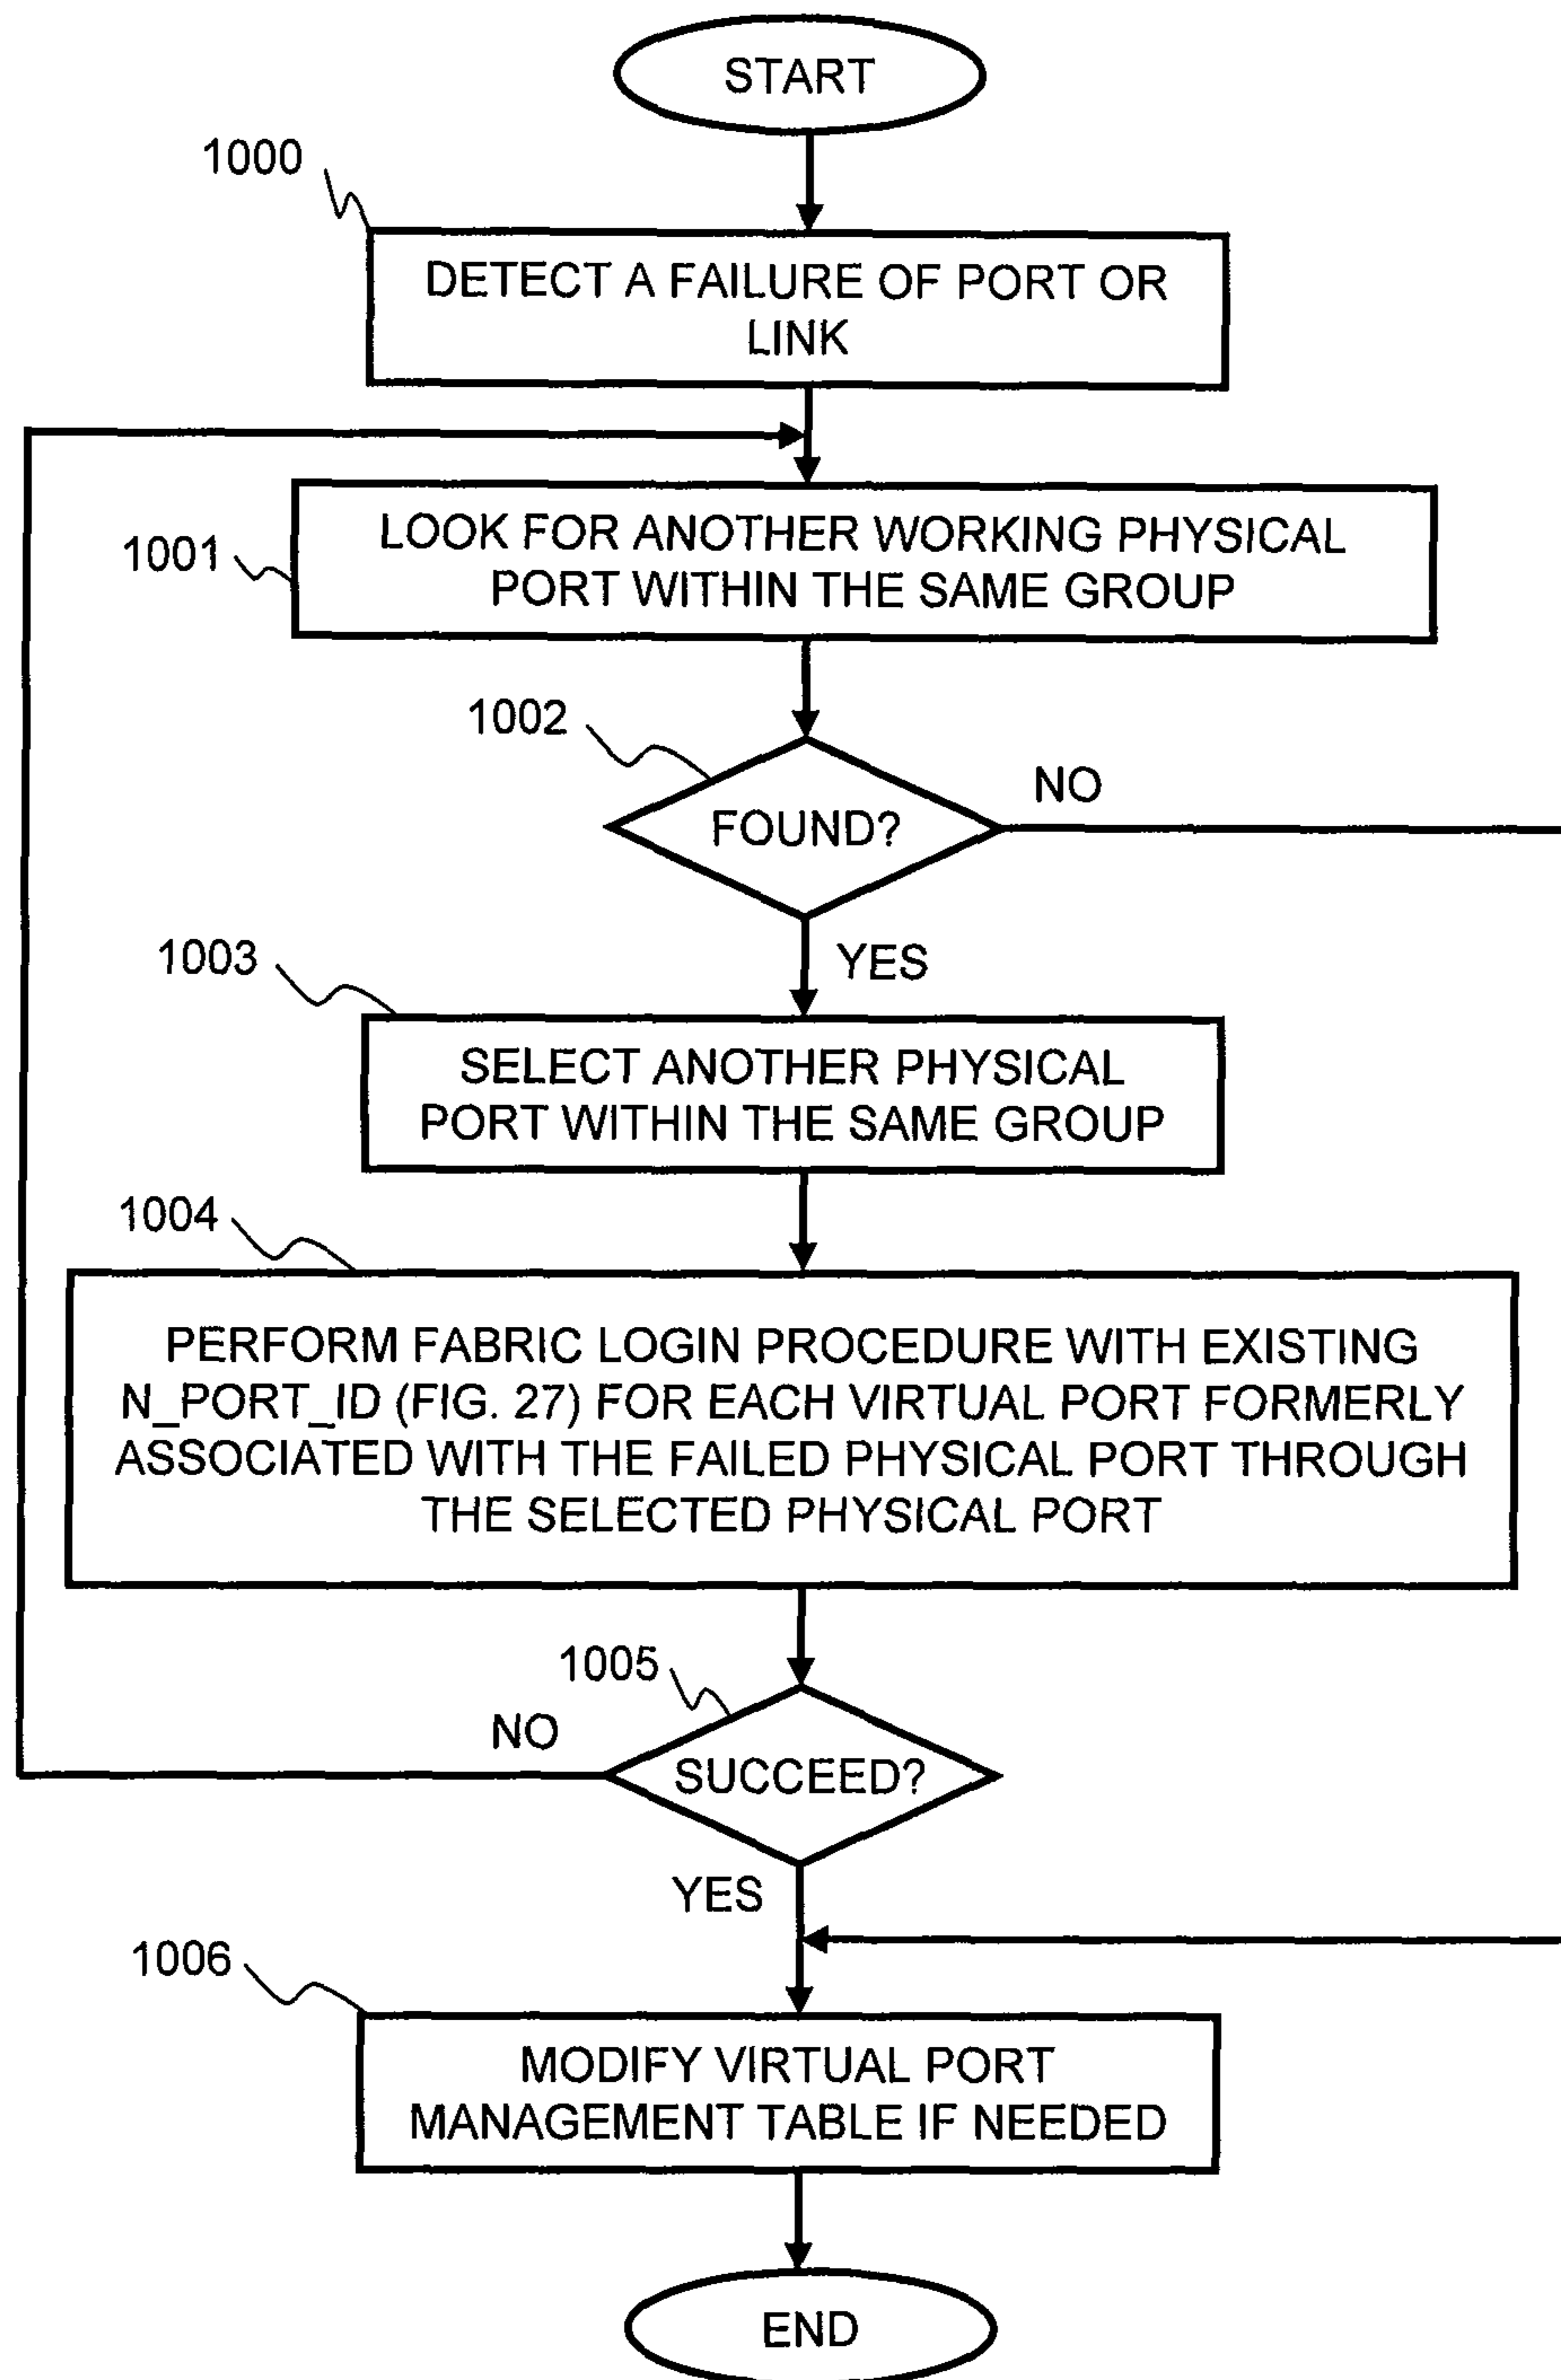 START
1000
DETECT A FAILURE OF PORT OR
LINK
1001
LOOK FOR ANOTHER WORKING PHYSICAL
PORT WITHIN THE SAME GROUP
1002
FOUND?
NO
YES
1003
SELECT ANOTHER PHYSICAL
PORT WITHIN THE SAME GROUP
1004
PERFORM FABRIC LOGIN PROCEDURE WITH EXISTING
N_PORT_ID (FIG. 27) FOR EACH VIRTUAL PORT FORMERLY
ASSOCIATED WITH THE FAILED PHYSICAL PORT THROUGH
THE SELECTED PHYSICAL PORT
1005
NO
SUCCEED?
YES
1006
MODIFY VIRTUAL PORT
MANAGEMENT TABLE IF NEEDED
END